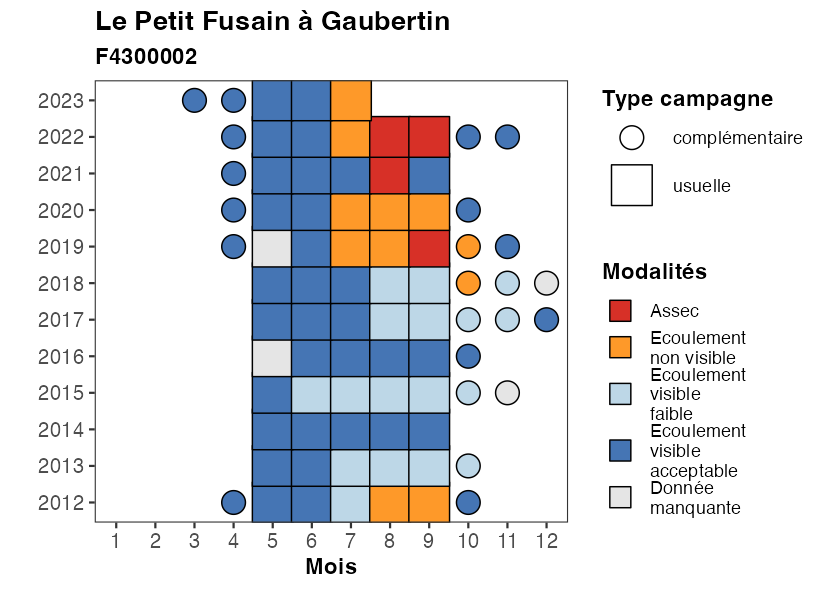 Le Petit Fusain à Gaubertin
F4300002
2023
2022
2021
2020
2019
2018
2017
2016
2015
2014
2013
2012
1 2 3 4 5 6 7 8 9 10 11 12
Mois
Type campagne
complémentaire
usuelle
Modalités
Assec
Ecoulement
non visible
Ecoulement
visible
faible
Ecoulement
visible
acceptable
Donnée
manquante